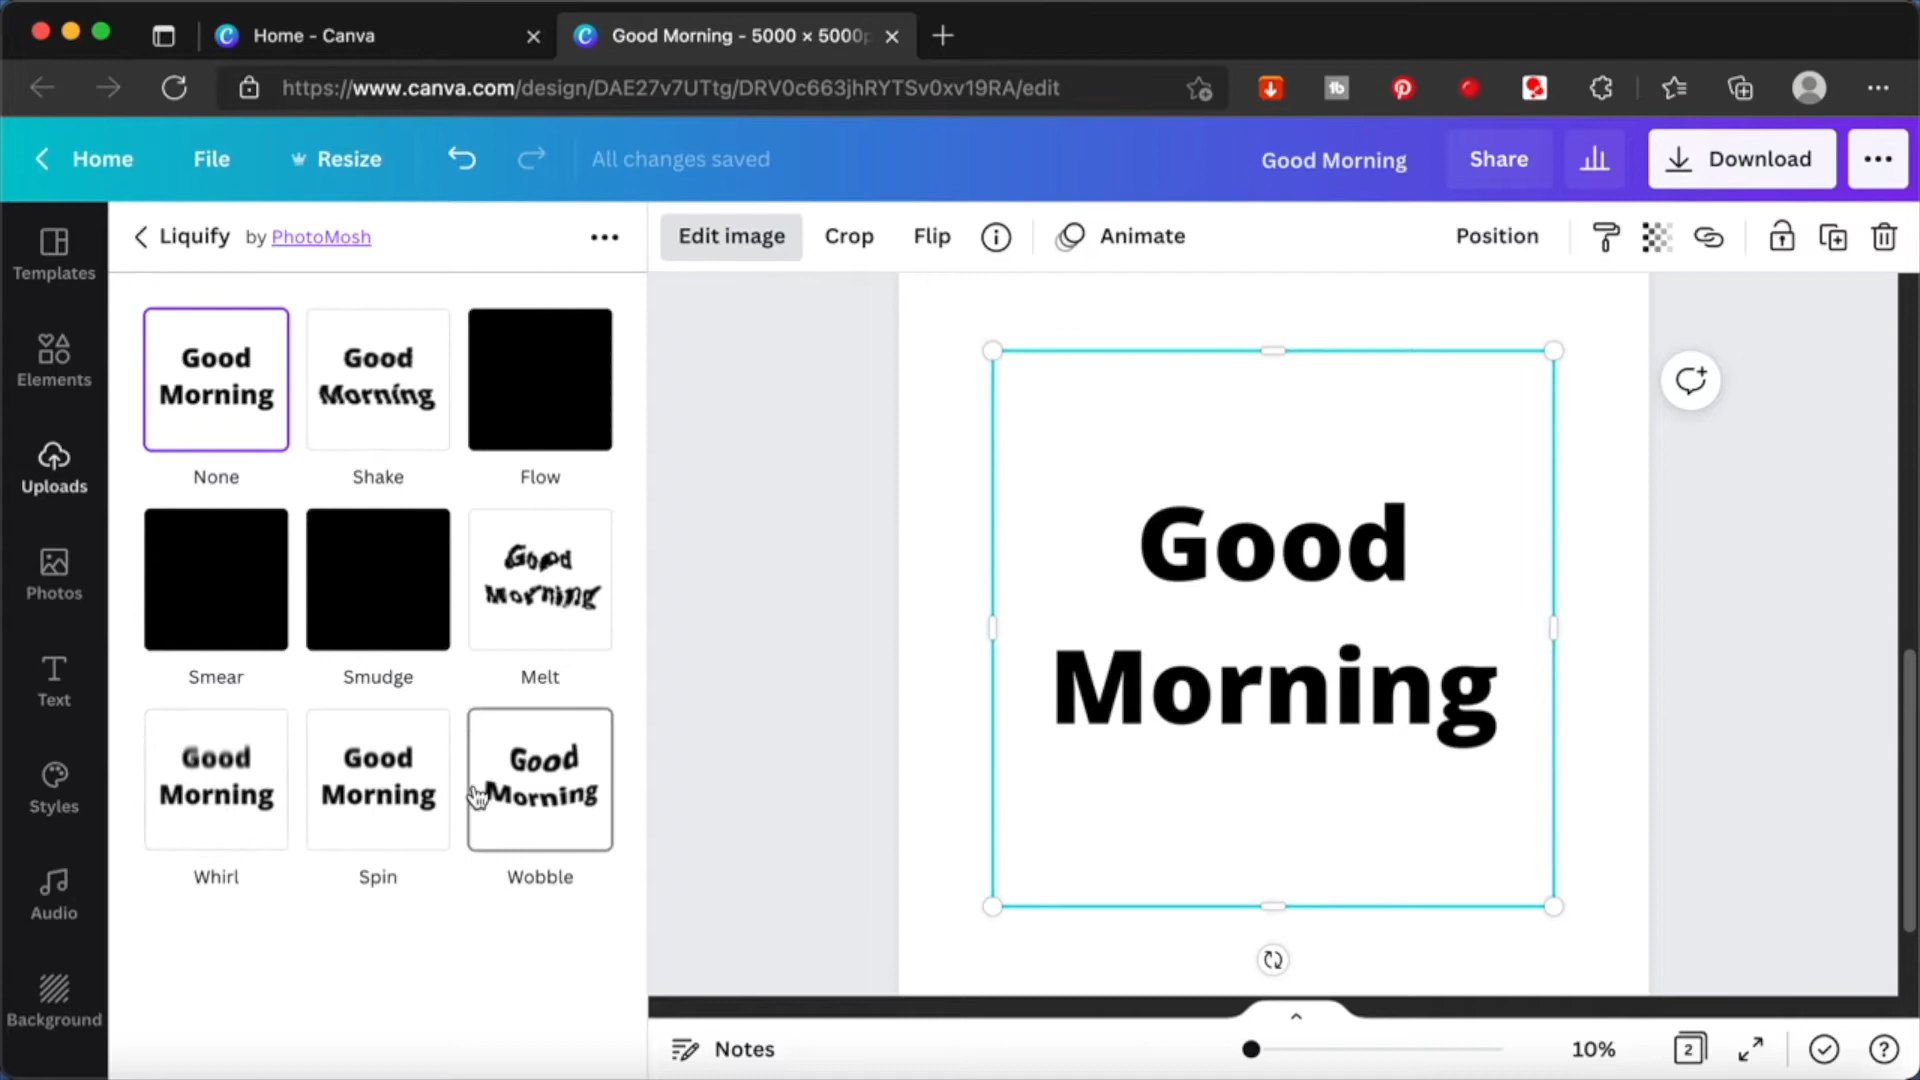 Home - Canva
Good Morning - 5000 × 5000p
https://www.canva.com/design/DAE27v7UTtg/DRV0c663jhRYTSv0xv19RA/edit
Home
File
Resize
All changes saved
Good Morning
Share
Download
Templates
Elements
Uploads
Photos
Text
Styles
Audio
Background
Liquify by PhotoMosh
Good
Morning
None
Good
Morning
Shake
Flow
Smear
Smudge
Good
Morning
Melt
Good
Morning
Whirl
Good
Morning
Spin
Good
Morning
Wobble
Edit image
Crop
Flip
Animate
Position
Good
Morning
Notes
10%
2